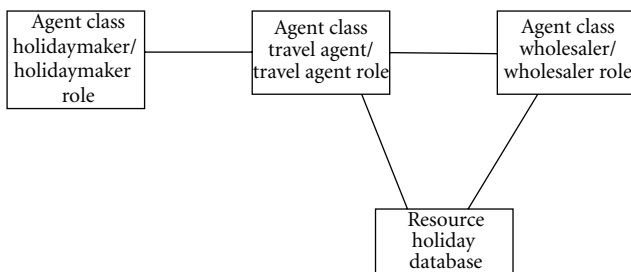 Agent class
holidaymaker/
holidaymaker
role
Agent class
travel agent/
travel agent role
Agent class
wholesaler/
wholesaler role
Resource
holiday
database